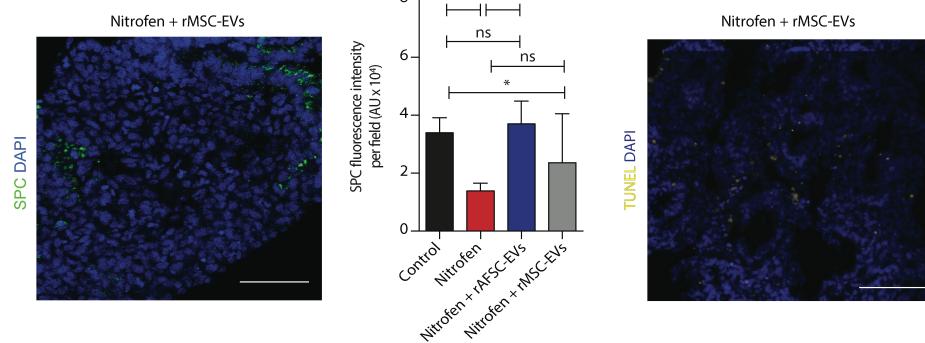 Nitrofen + rMSC-EVs
SPC DAPI
SPC fluorescence intensity
per field (AU x 10⁴)
6
4
2
0
ns
ns
*
Control
Nitrofen
Nitrofen + rAFSC-EVs
Nitrofen + rMSC-EVs
Nitrofen + rMSC-EVs
TUNEL DAPI